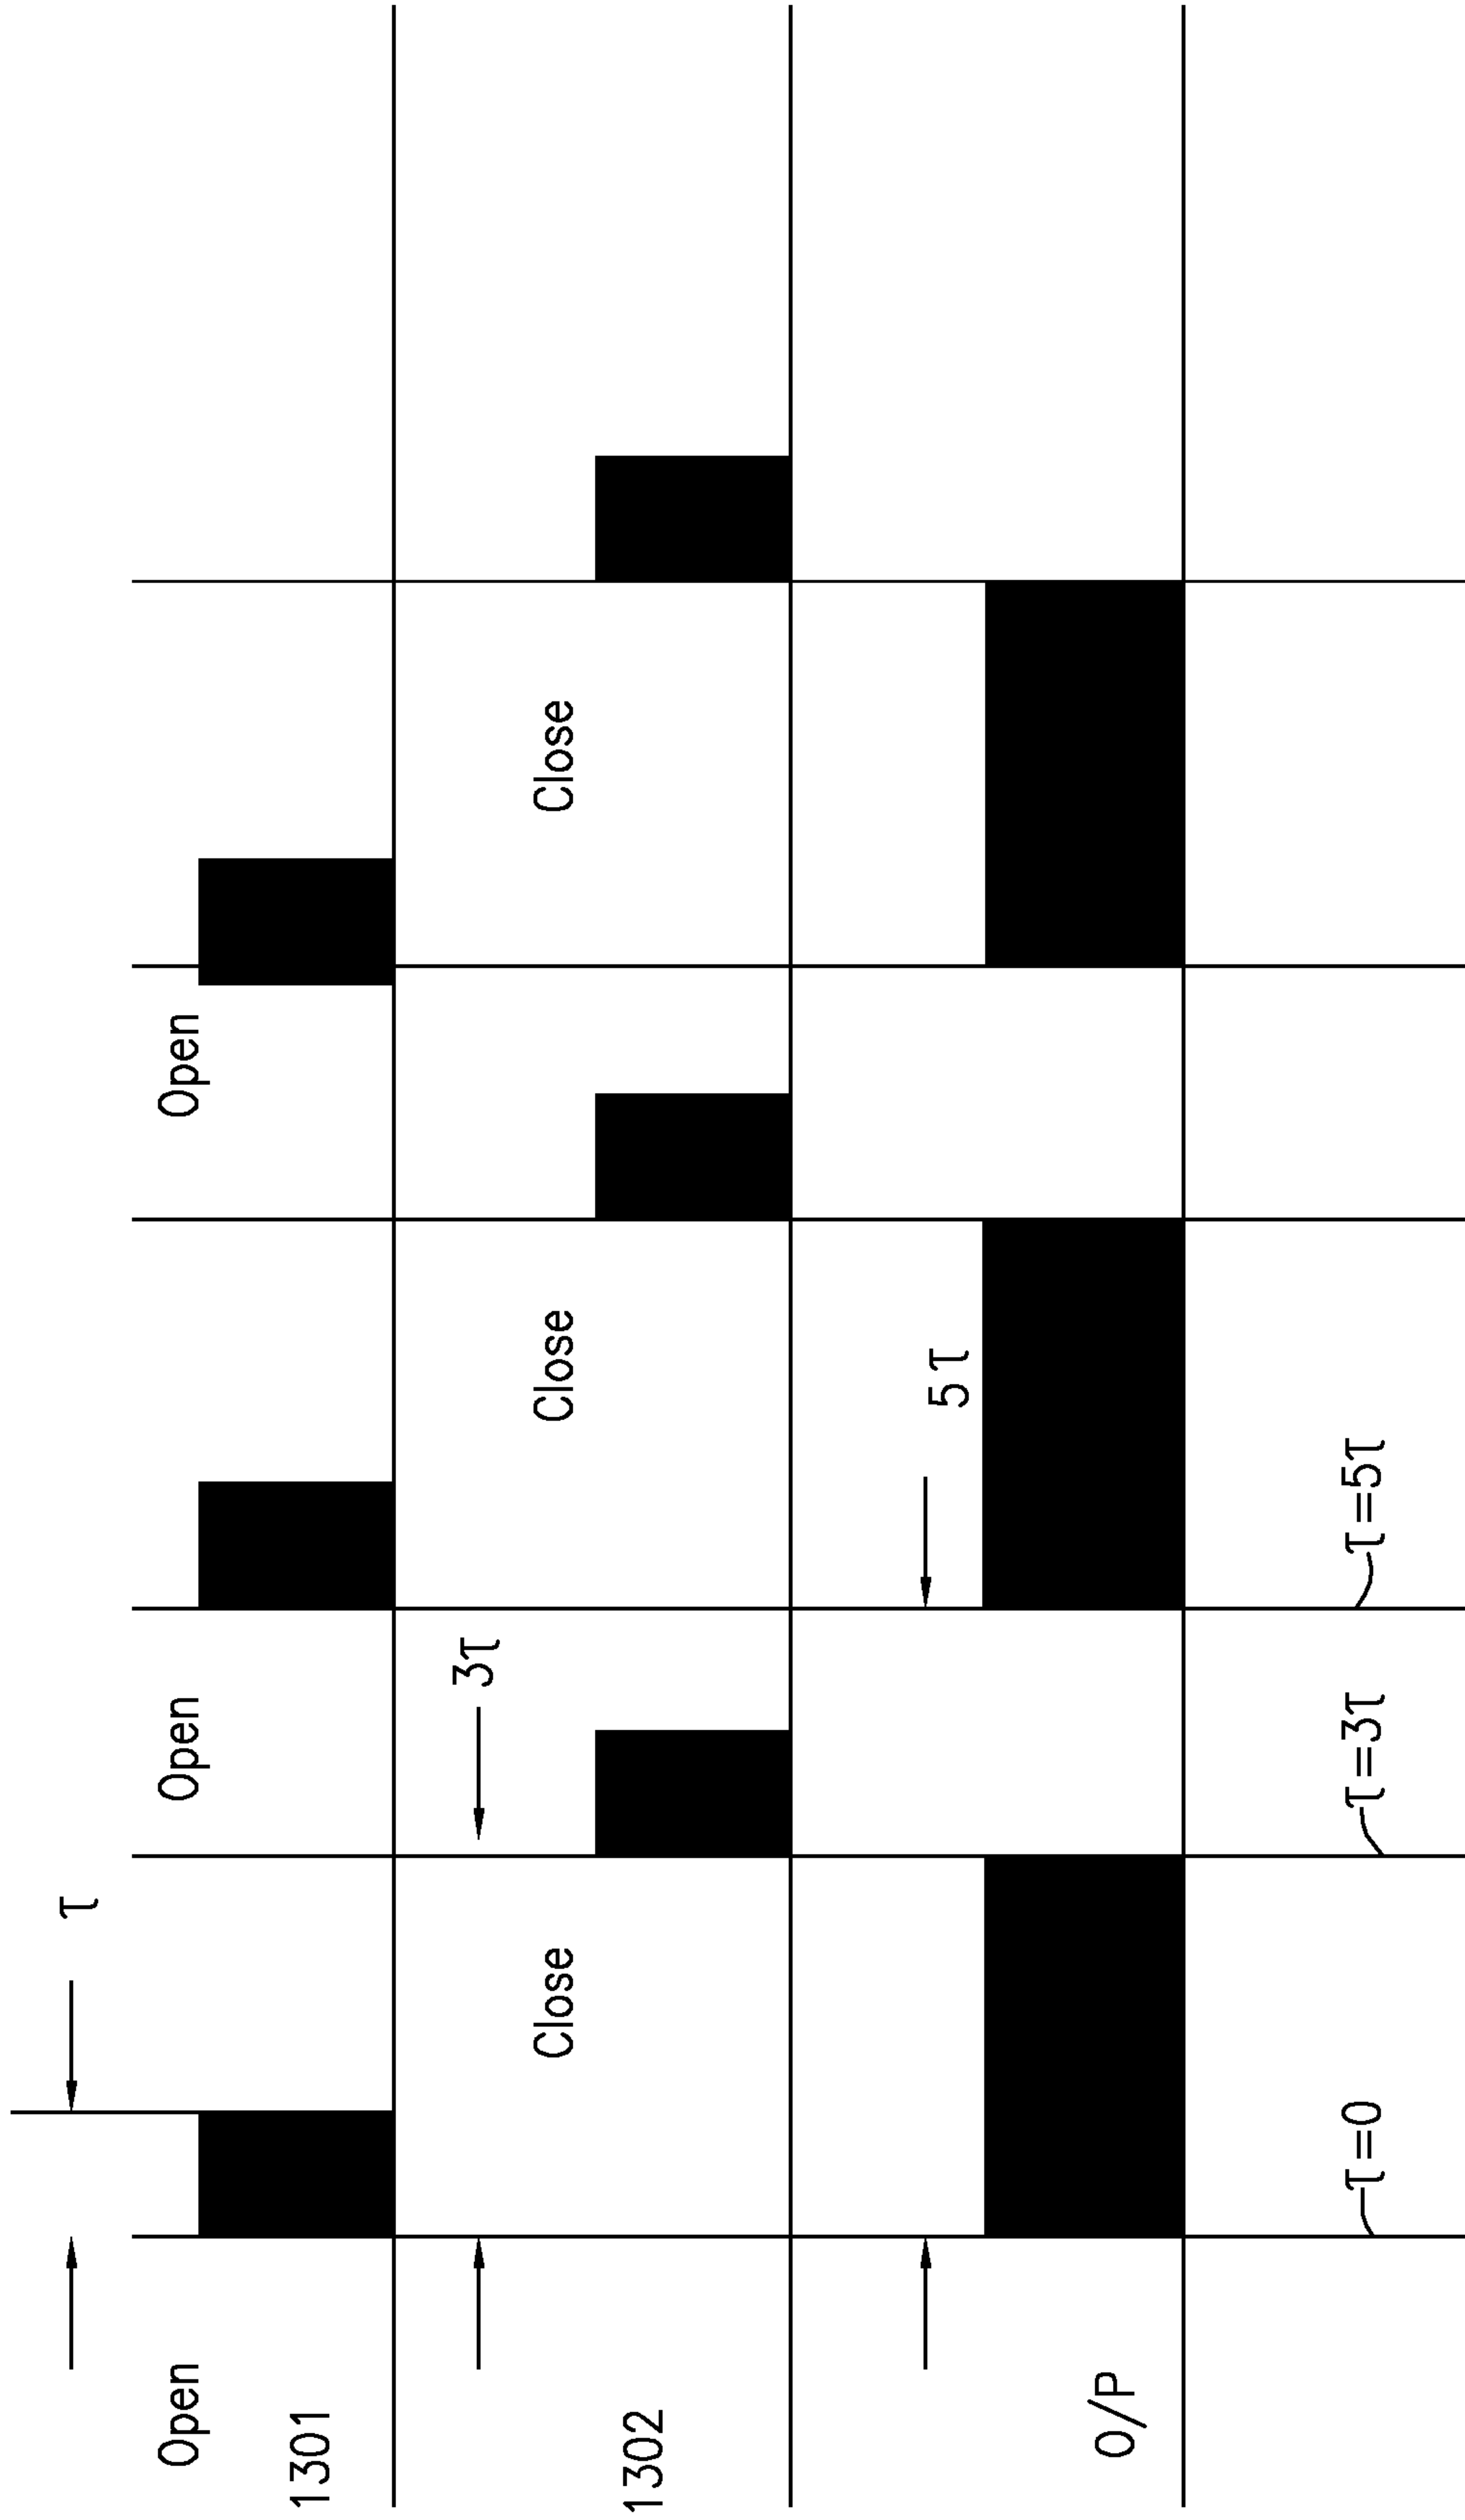 τ
Open Open Open
1301
3τ
Close Close Close
1302
5τ
O/P
τ=0 τ=3τ τ=5τ